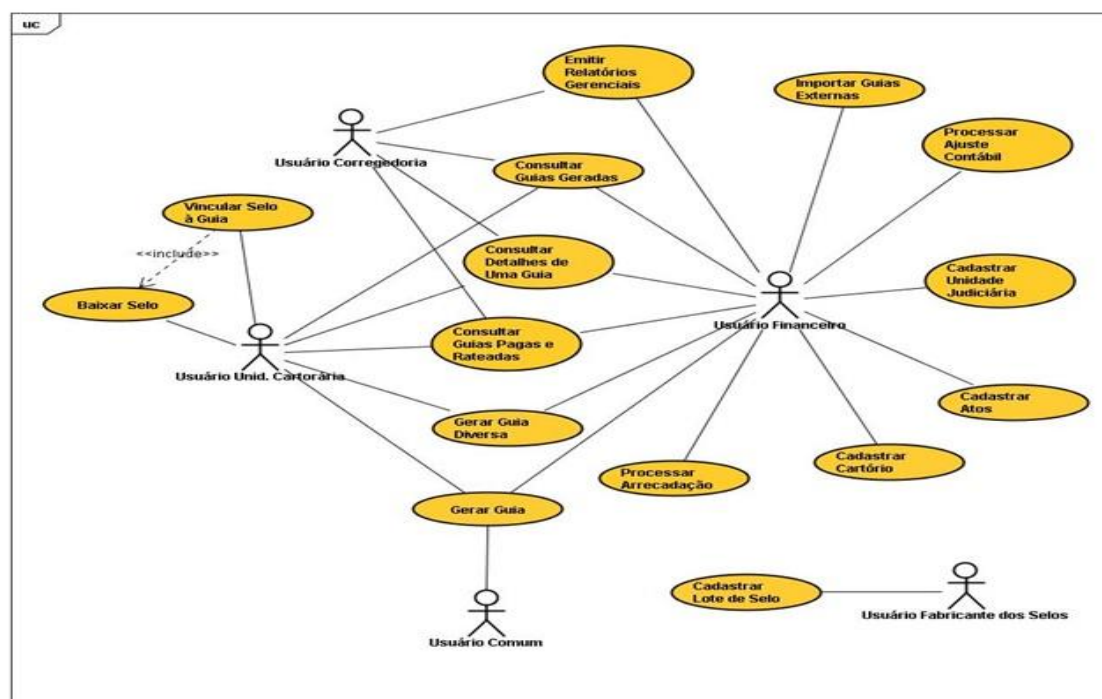 uc
Emitir
Relatórios
Gerenciais
Importar Guias
Externas
Processar
Ajuste
Contábil
Usuário Corregedoria
Consultar
Guias Geradas
Vincular Selo
à Guia
<<include>>
Consultar
Detalhes de
Uma Guia
Cadastrar
Unidade
Judiciária
Baixar Selo
Usuário Financeiro
Consultar
Guias Pagas e
Rateadas
Usuário Unid. Cartorária
Cadastrar
Atos
Gerar Guia
Diversa
Cadastrar
Cartório
Processar
Arrecadação
Gerar Guia
Cadastrar
Lote de Selo
Usuário Fabricante dos Selos
Usuário Comum